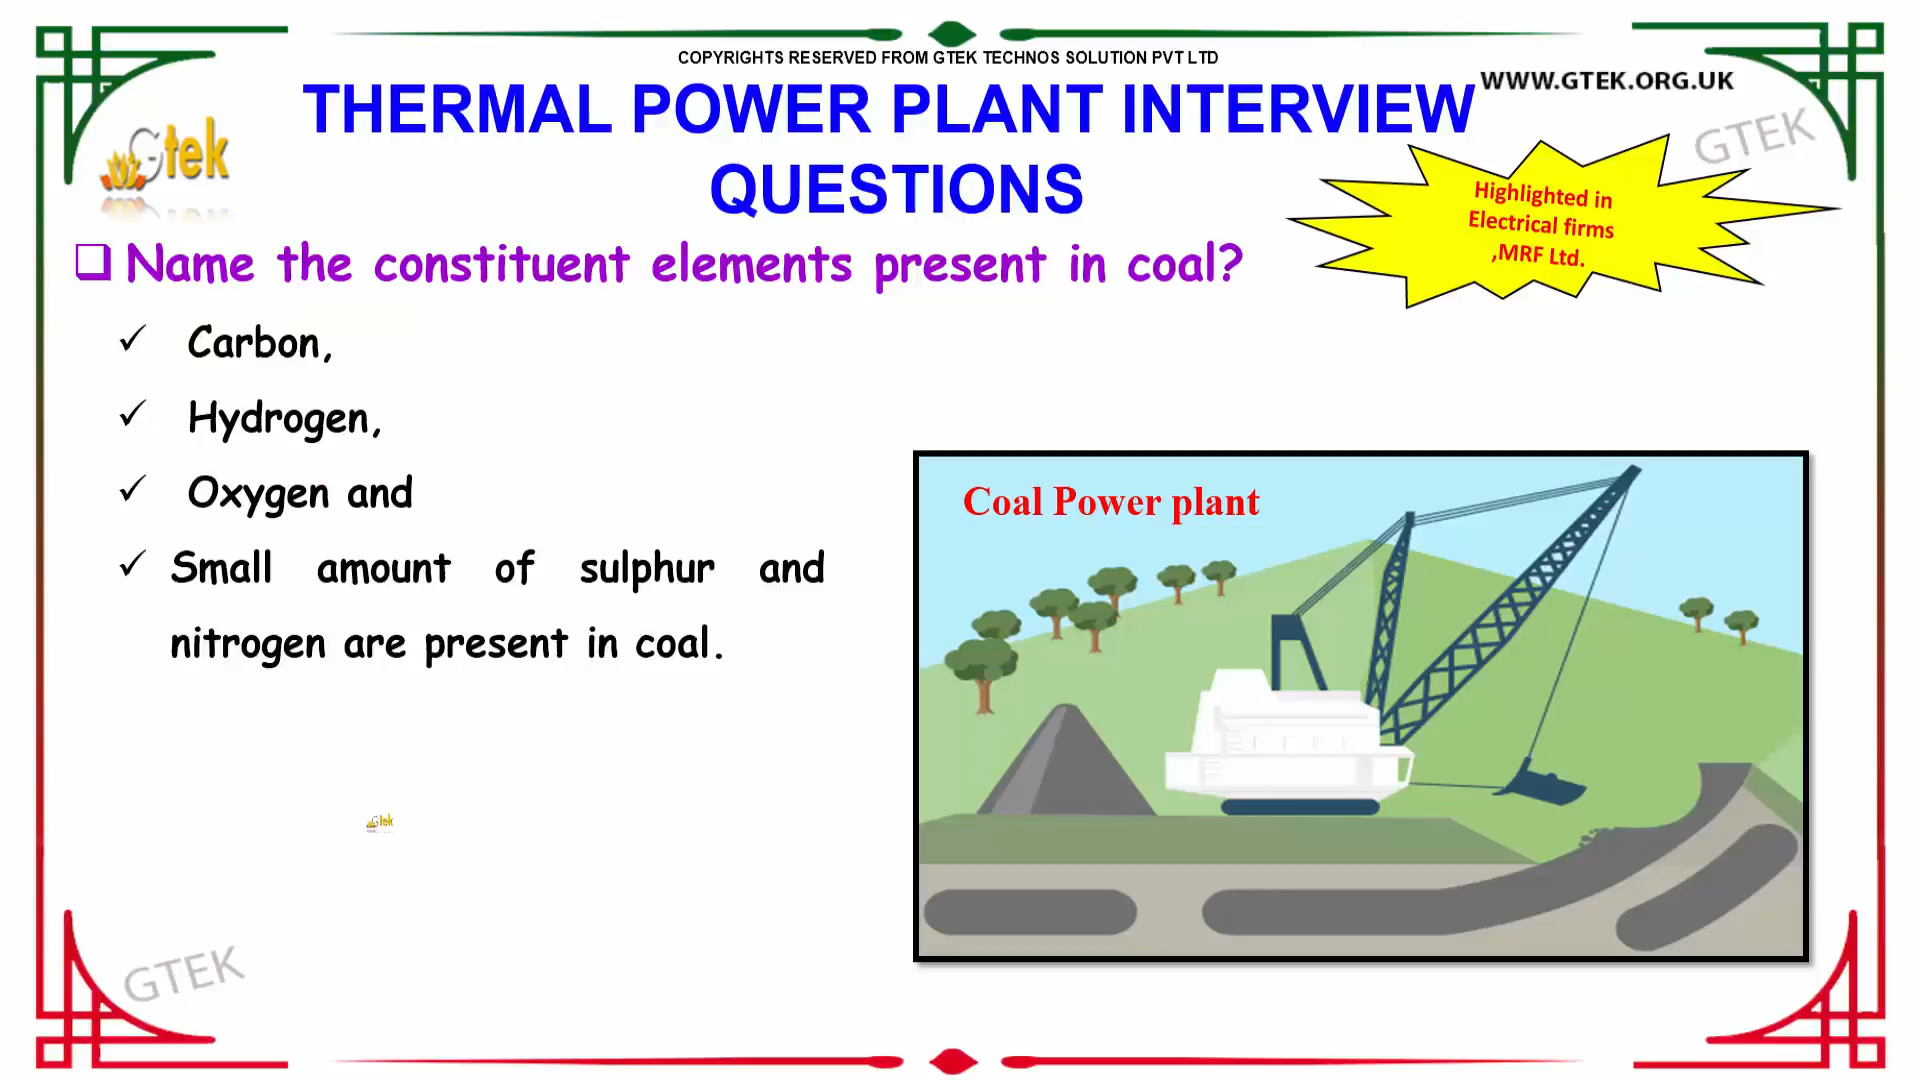 COPYRIGHTS RESERVED FROM GTEK TECHNOS SOLUTION PVT LTD
WWW.GTEK.ORG.UK
THERMAL POWER PLANT INTERVIEW
QUESTIONS
Gtek
GTEK
Highlighted in
Electrical firms
,MRF Ltd.
Name the constituent elements present in coal?
Carbon,
Hydrogen,
Oxygen and
Small amount of sulphur and
nitrogen are present in coal.
Coal Power plant
Gtek
GTEK